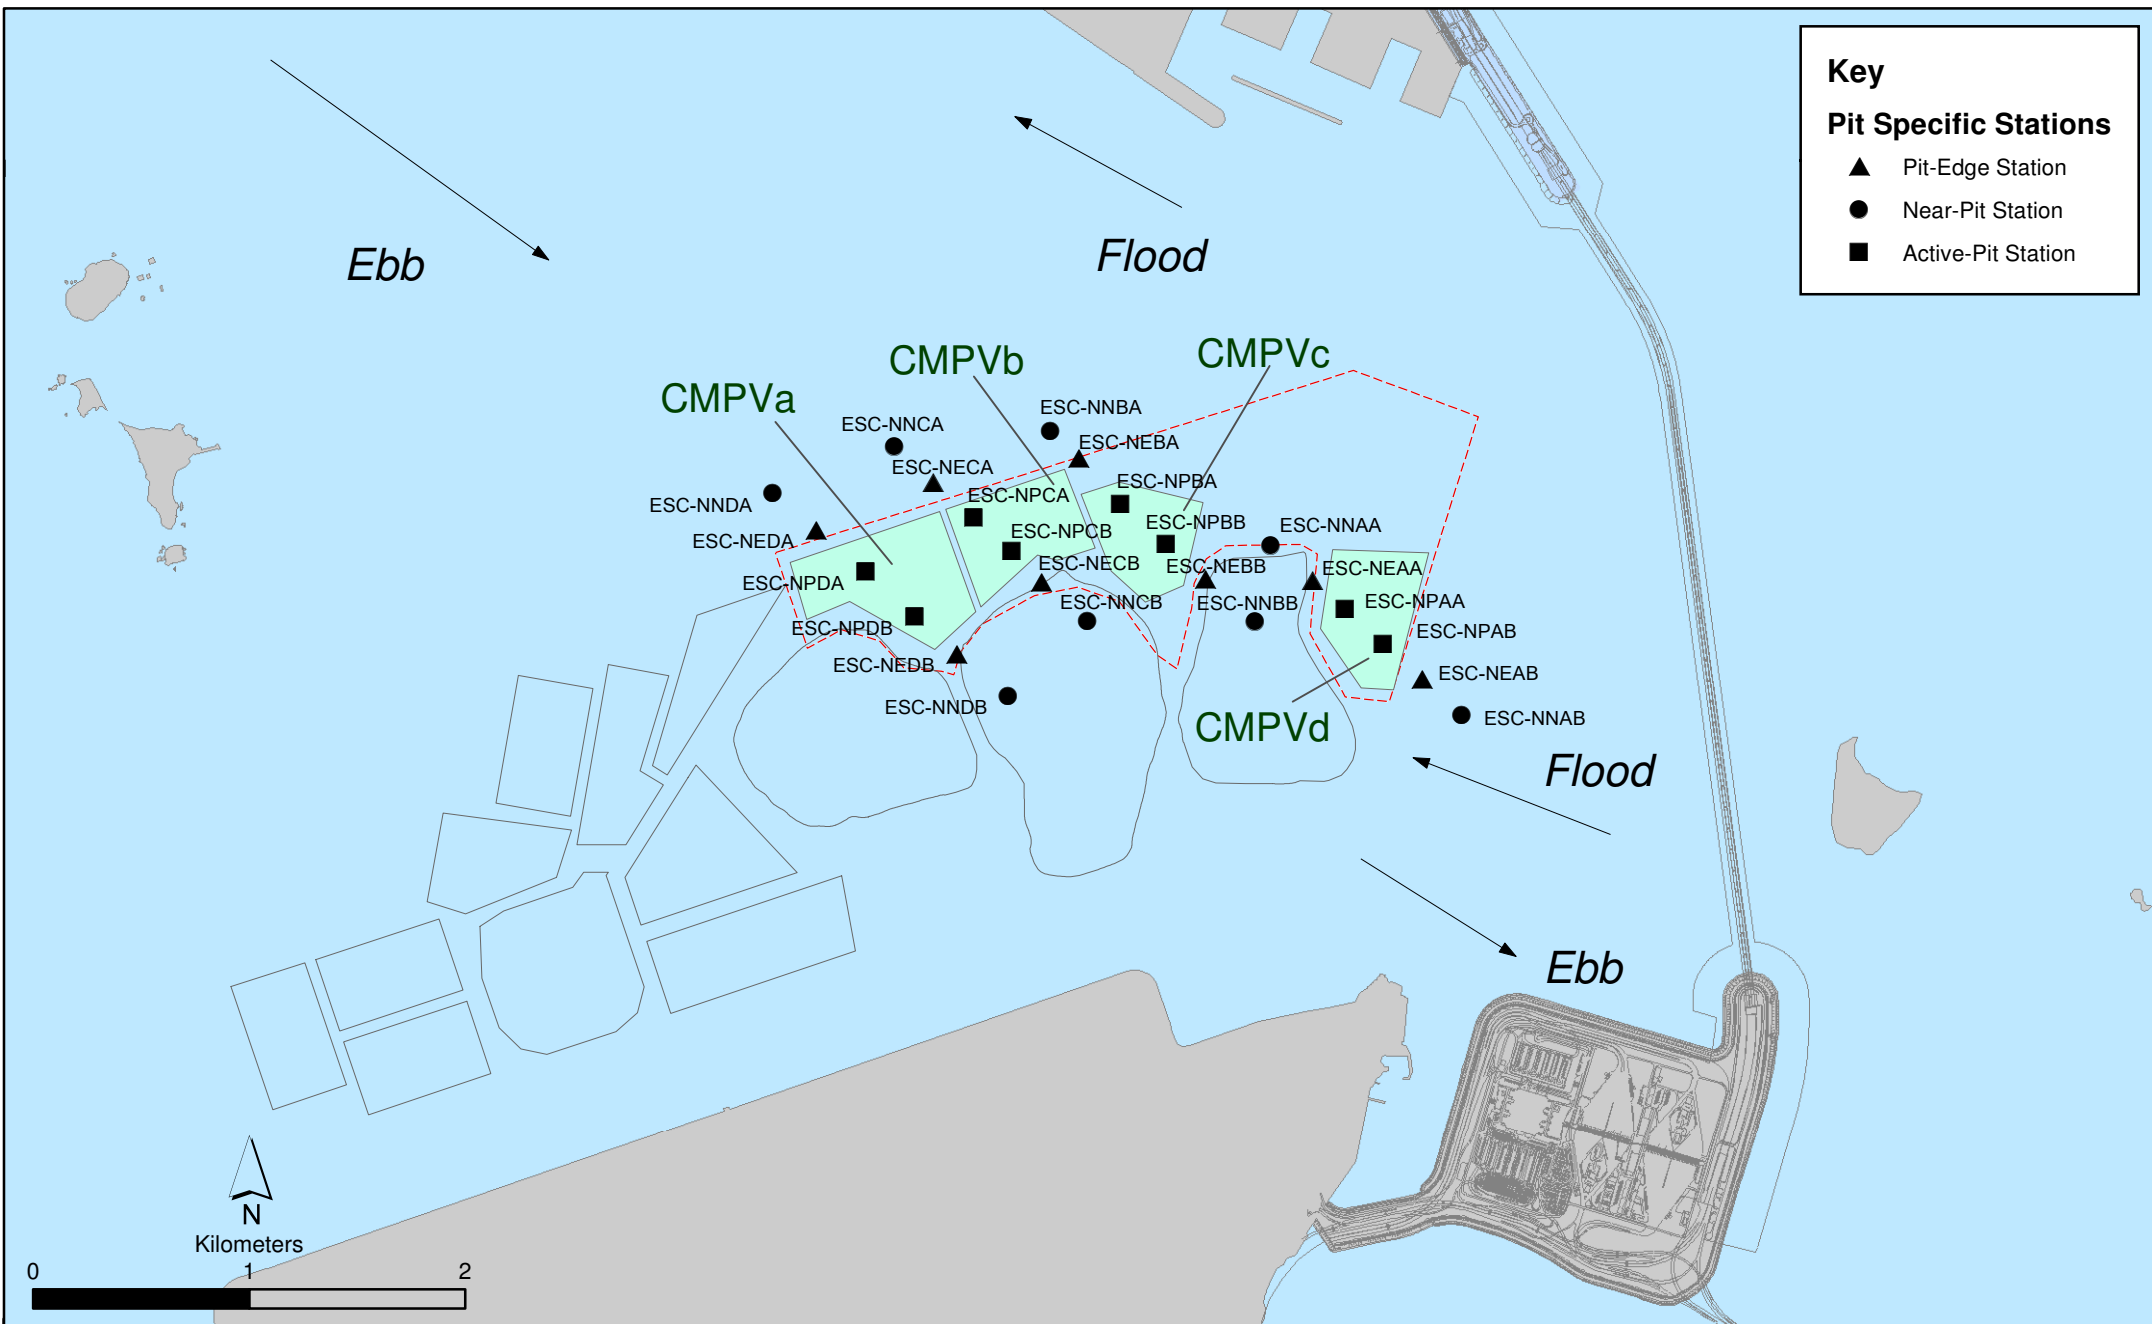 Key
Pit Specific Stations
Pit-Edge Station
Near-Pit Station
Active-Pit Station
Ebb
Flood
CMPVa
CMPVb
CMPVc
ESC-NNCA
ESC-NNBA
ESC-NEBA
ESC-NECA
ESC-NNDA
ESC-NPCA
ESC-NPBA
ESC-NEDA
ESC-NPCB
ESC-NPBB
ESC-NNAA
ESC-NPDA
ESC-NECB
ESC-NEBB
ESC-NEAA
ESC-NPDB
ESC-NNCB
ESC-NNBB
ESC-NPAA
ESC-NPAB
ESC-NEDB
ESC-NEAB
ESC-NNDB
CMPVd
ESC-NNAB
Flood
Ebb
N
Kilometers
0 1 2